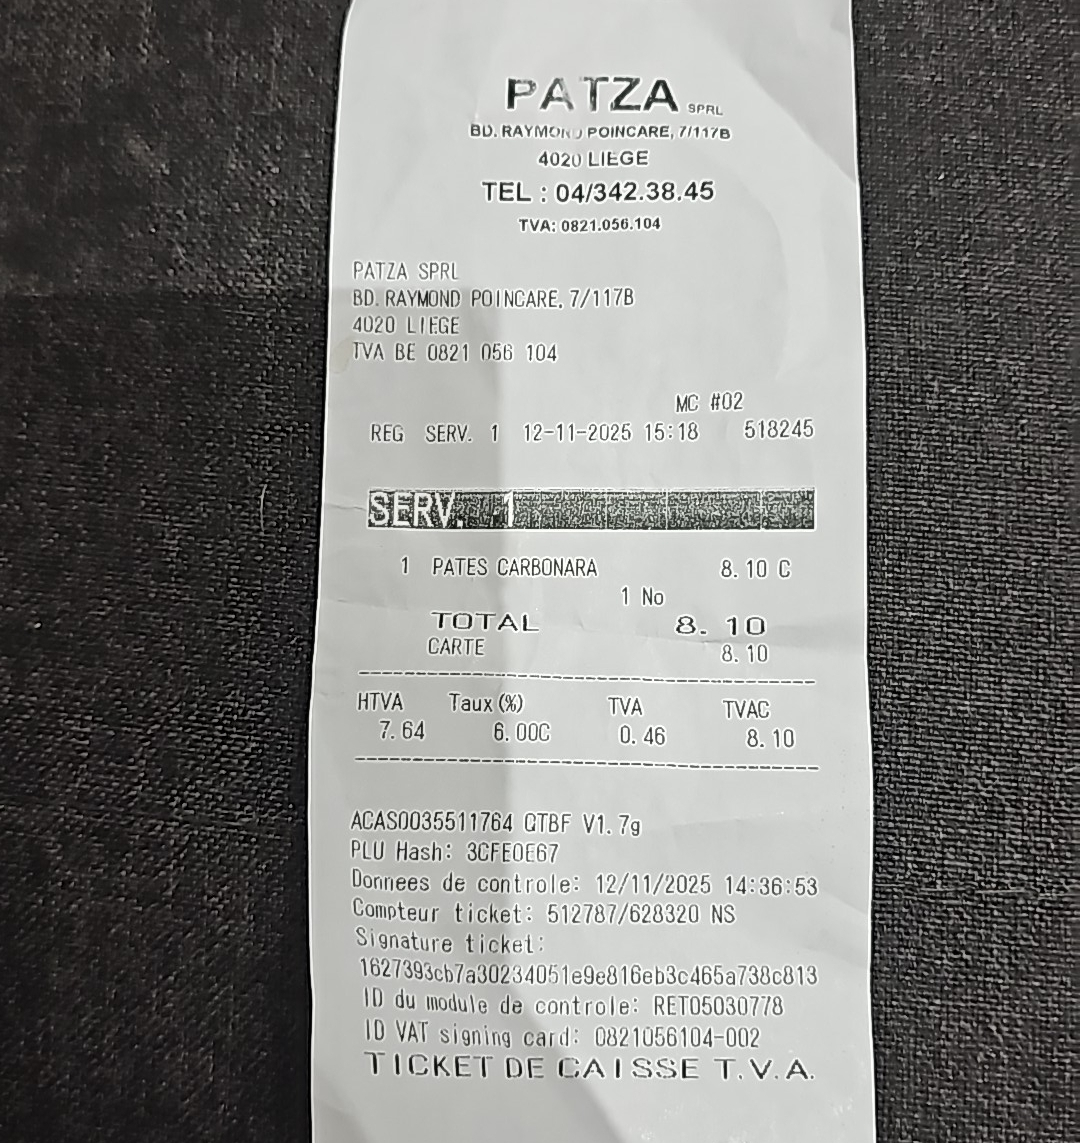 PATZA SPRL
BD. RAYMOND POINCARE, 7/117B
4020 LIEGE
TEL : 04/342.38.45
TVA: 0821.056.104
PATZA SPRL
BD. RAYMOND POINCARE, 7/117B
4020 LIEGE
TVA BE 0821 056 104
MC #02
REG SERV. 1 12-11-2025 15:18 518245
SERV. 1
1 PATES CARBONARA 8.10 C
1 No
TOTAL 8.10
CARTE 8.10
HTVA Taux(%) TVA TVAC
7.64 6.00C 0.46 8.10
ACAS0035511764 GTBF V1.7g
PLU Hash: 3CFE0E67
Donnees de controle: 12/11/2025 14:36:53
Compteur ticket: 512787/628320 NS
Signature ticket:
1627393cb7a30234051e9e816eb3c465a738c813
ID du module de controle: RET05030778
ID VAT signing card: 0821056104-002
TICKET DE CAISSE T.V.A.